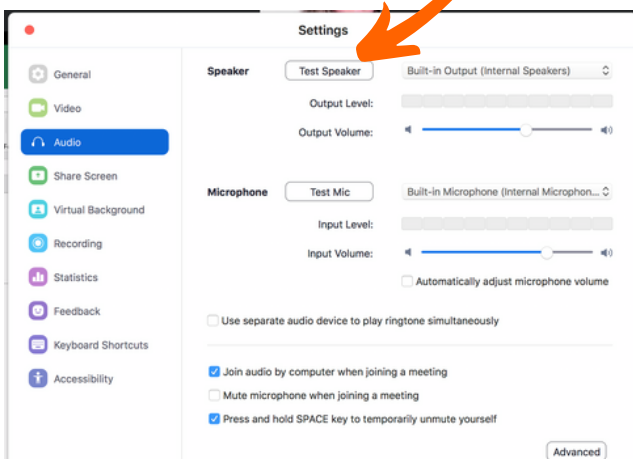 Settings
General
Video
Audio
Share Screen
Virtual Background
Recording
Statistics
Feedback
Keyboard Shortcuts
Accessibility
Speaker Test Speaker Built-in Output (Internal Speakers)
Output Level:
Output Volume:
Microphone Test Mic Built-in Microphone (Internal Microphon...
Input Level:
Input Volume:
Automatically adjust microphone volume
Use separate audio device to play ringtone simultaneously
Join audio by computer when joining a meeting
Mute microphone when joining a meeting
Press and hold SPACE key to temporarily unmute yourself
Advanced